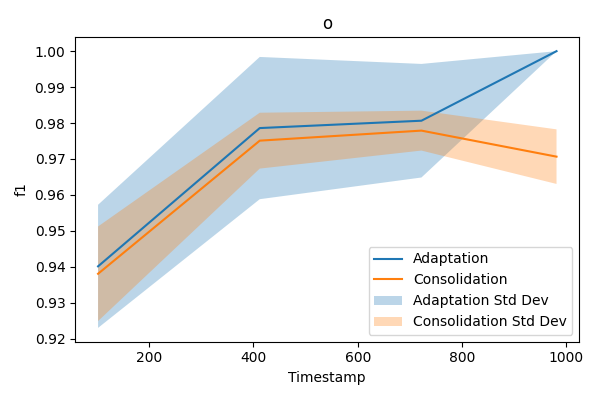 o
1.00
0.99
0.98
0.97
0.96
0.95
0.94
0.93
0.92
f1
200
400
600
800
1000
Timestamp
Adaptation
Consolidation
Adaptation Std Dev
Consolidation Std Dev